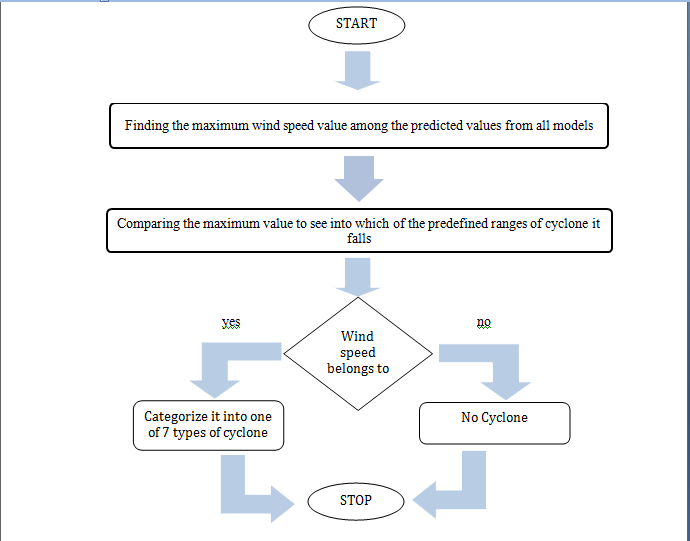 START
Finding the maximum wind speed value among the predicted values from all models
Comparing the maximum value to see into which of the predefined ranges of cyclone it
falls
yes
no
Wind
speed
belongs to
Categorize it into one
of 7 types of cyclone
No Cyclone
STOP